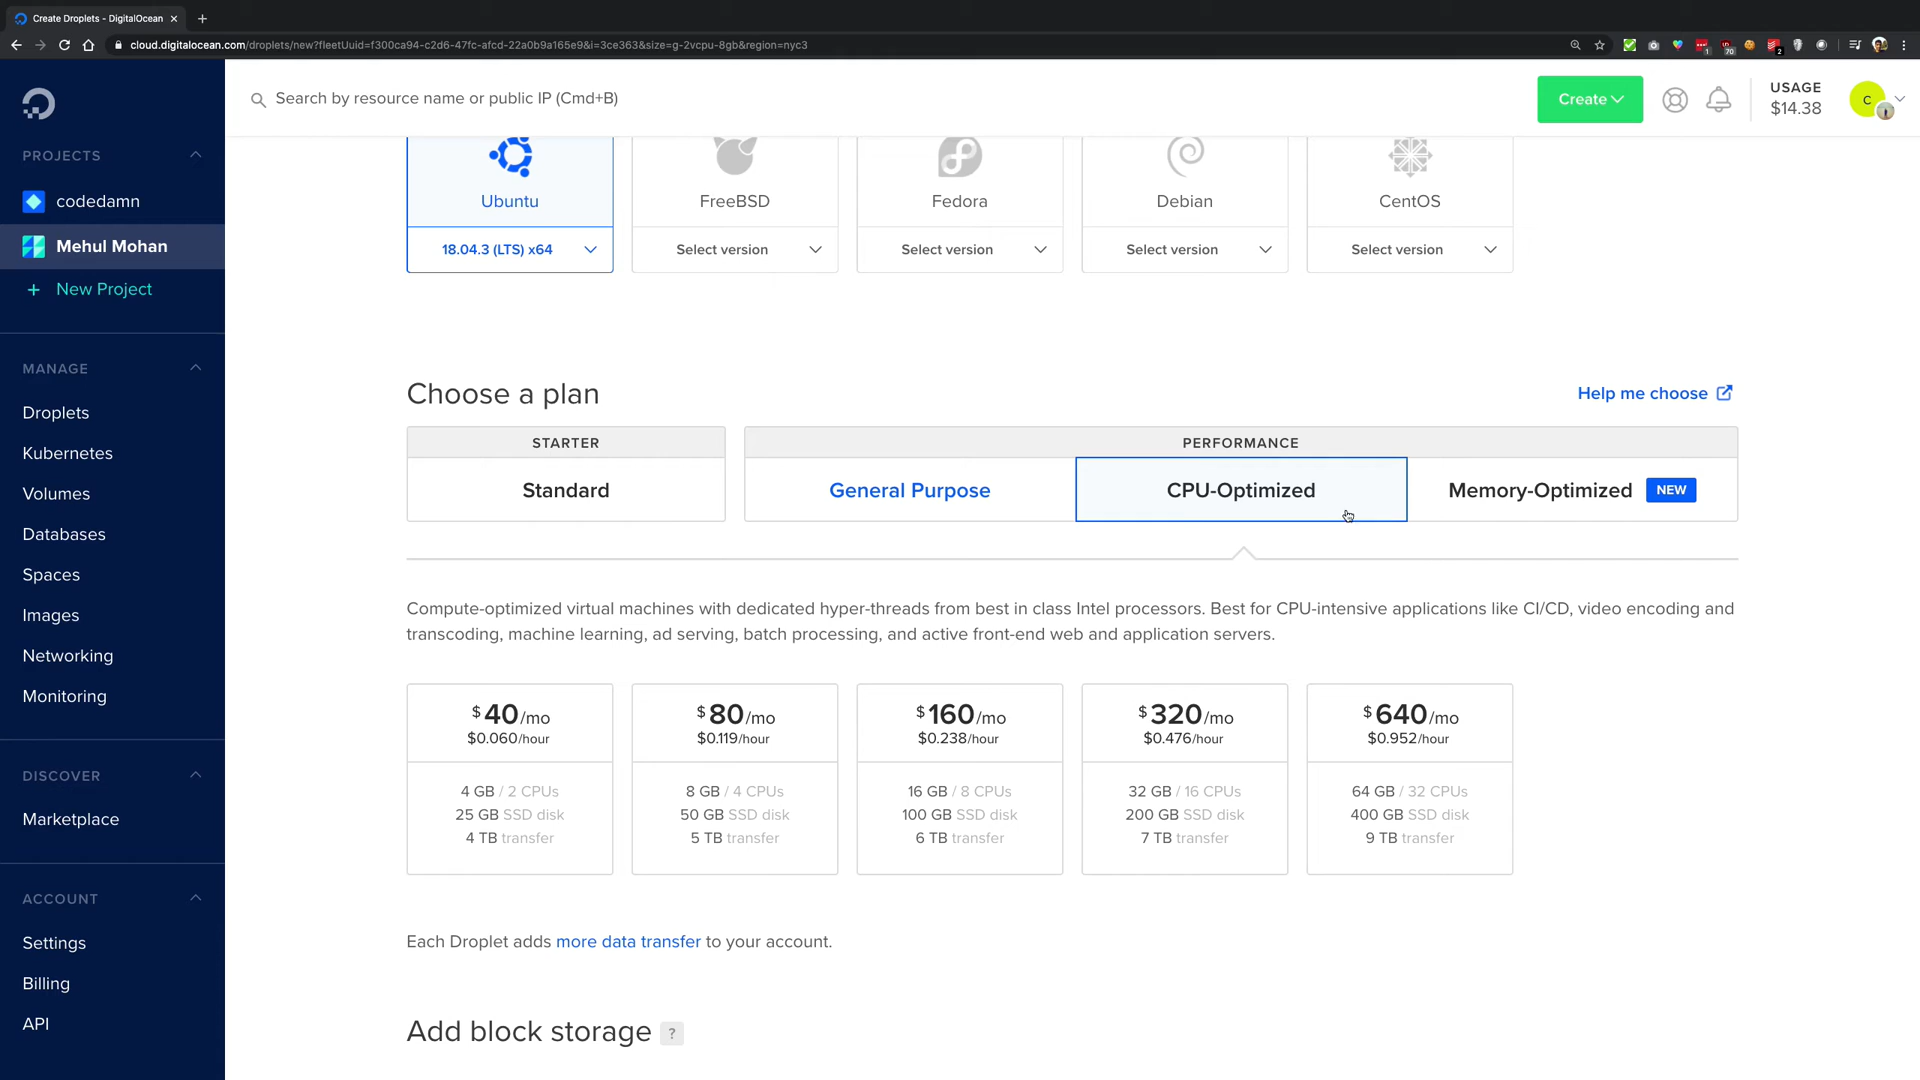 Create Droplets - DigitalOcean
cloud.digitalocean.com/droplets/new?fleetUuid=f300ca94-c2d6-47fc-afcd-22a0b9a165e9&i=3ce363&size=g-2vcpu-8gb&region=nyc3
Search by resource name or public IP (Cmd+B)
Create
USAGE
$14.38
C
PROJECTS
codedamn
Mehul Mohan
+ New Project
MANAGE
Droplets
Kubernetes
Volumes
Databases
Spaces
Images
Networking
Monitoring
DISCOVER
Marketplace
ACCOUNT
Settings
Billing
API
Ubuntu
18.04.3 (LTS) x64
FreeBSD
Select version
Fedora
Select version
Debian
Select version
CentOS
Select version
Choose a plan
Help me choose
STARTER
Standard
PERFORMANCE
General Purpose
CPU-Optimized
Memory-Optimized NEW
Compute-optimized virtual machines with dedicated hyper-threads from best in class Intel processors. Best for CPU-intensive applications like CI/CD, video encoding and
transcoding, machine learning, ad serving, batch processing, and active front-end web and application servers.
$40/mo
$0.060/hour
4 GB / 2 CPUs
25 GB SSD disk
4 TB transfer
$80/mo
$0.119/hour
8 GB / 4 CPUs
50 GB SSD disk
5 TB transfer
$160/mo
$0.238/hour
16 GB / 8 CPUs
100 GB SSD disk
6 TB transfer
$320/mo
$0.476/hour
32 GB / 16 CPUs
200 GB SSD disk
7 TB transfer
$640/mo
$0.952/hour
64 GB / 32 CPUs
400 GB SSD disk
9 TB transfer
Each Droplet adds more data transfer to your account.
Add block storage ?